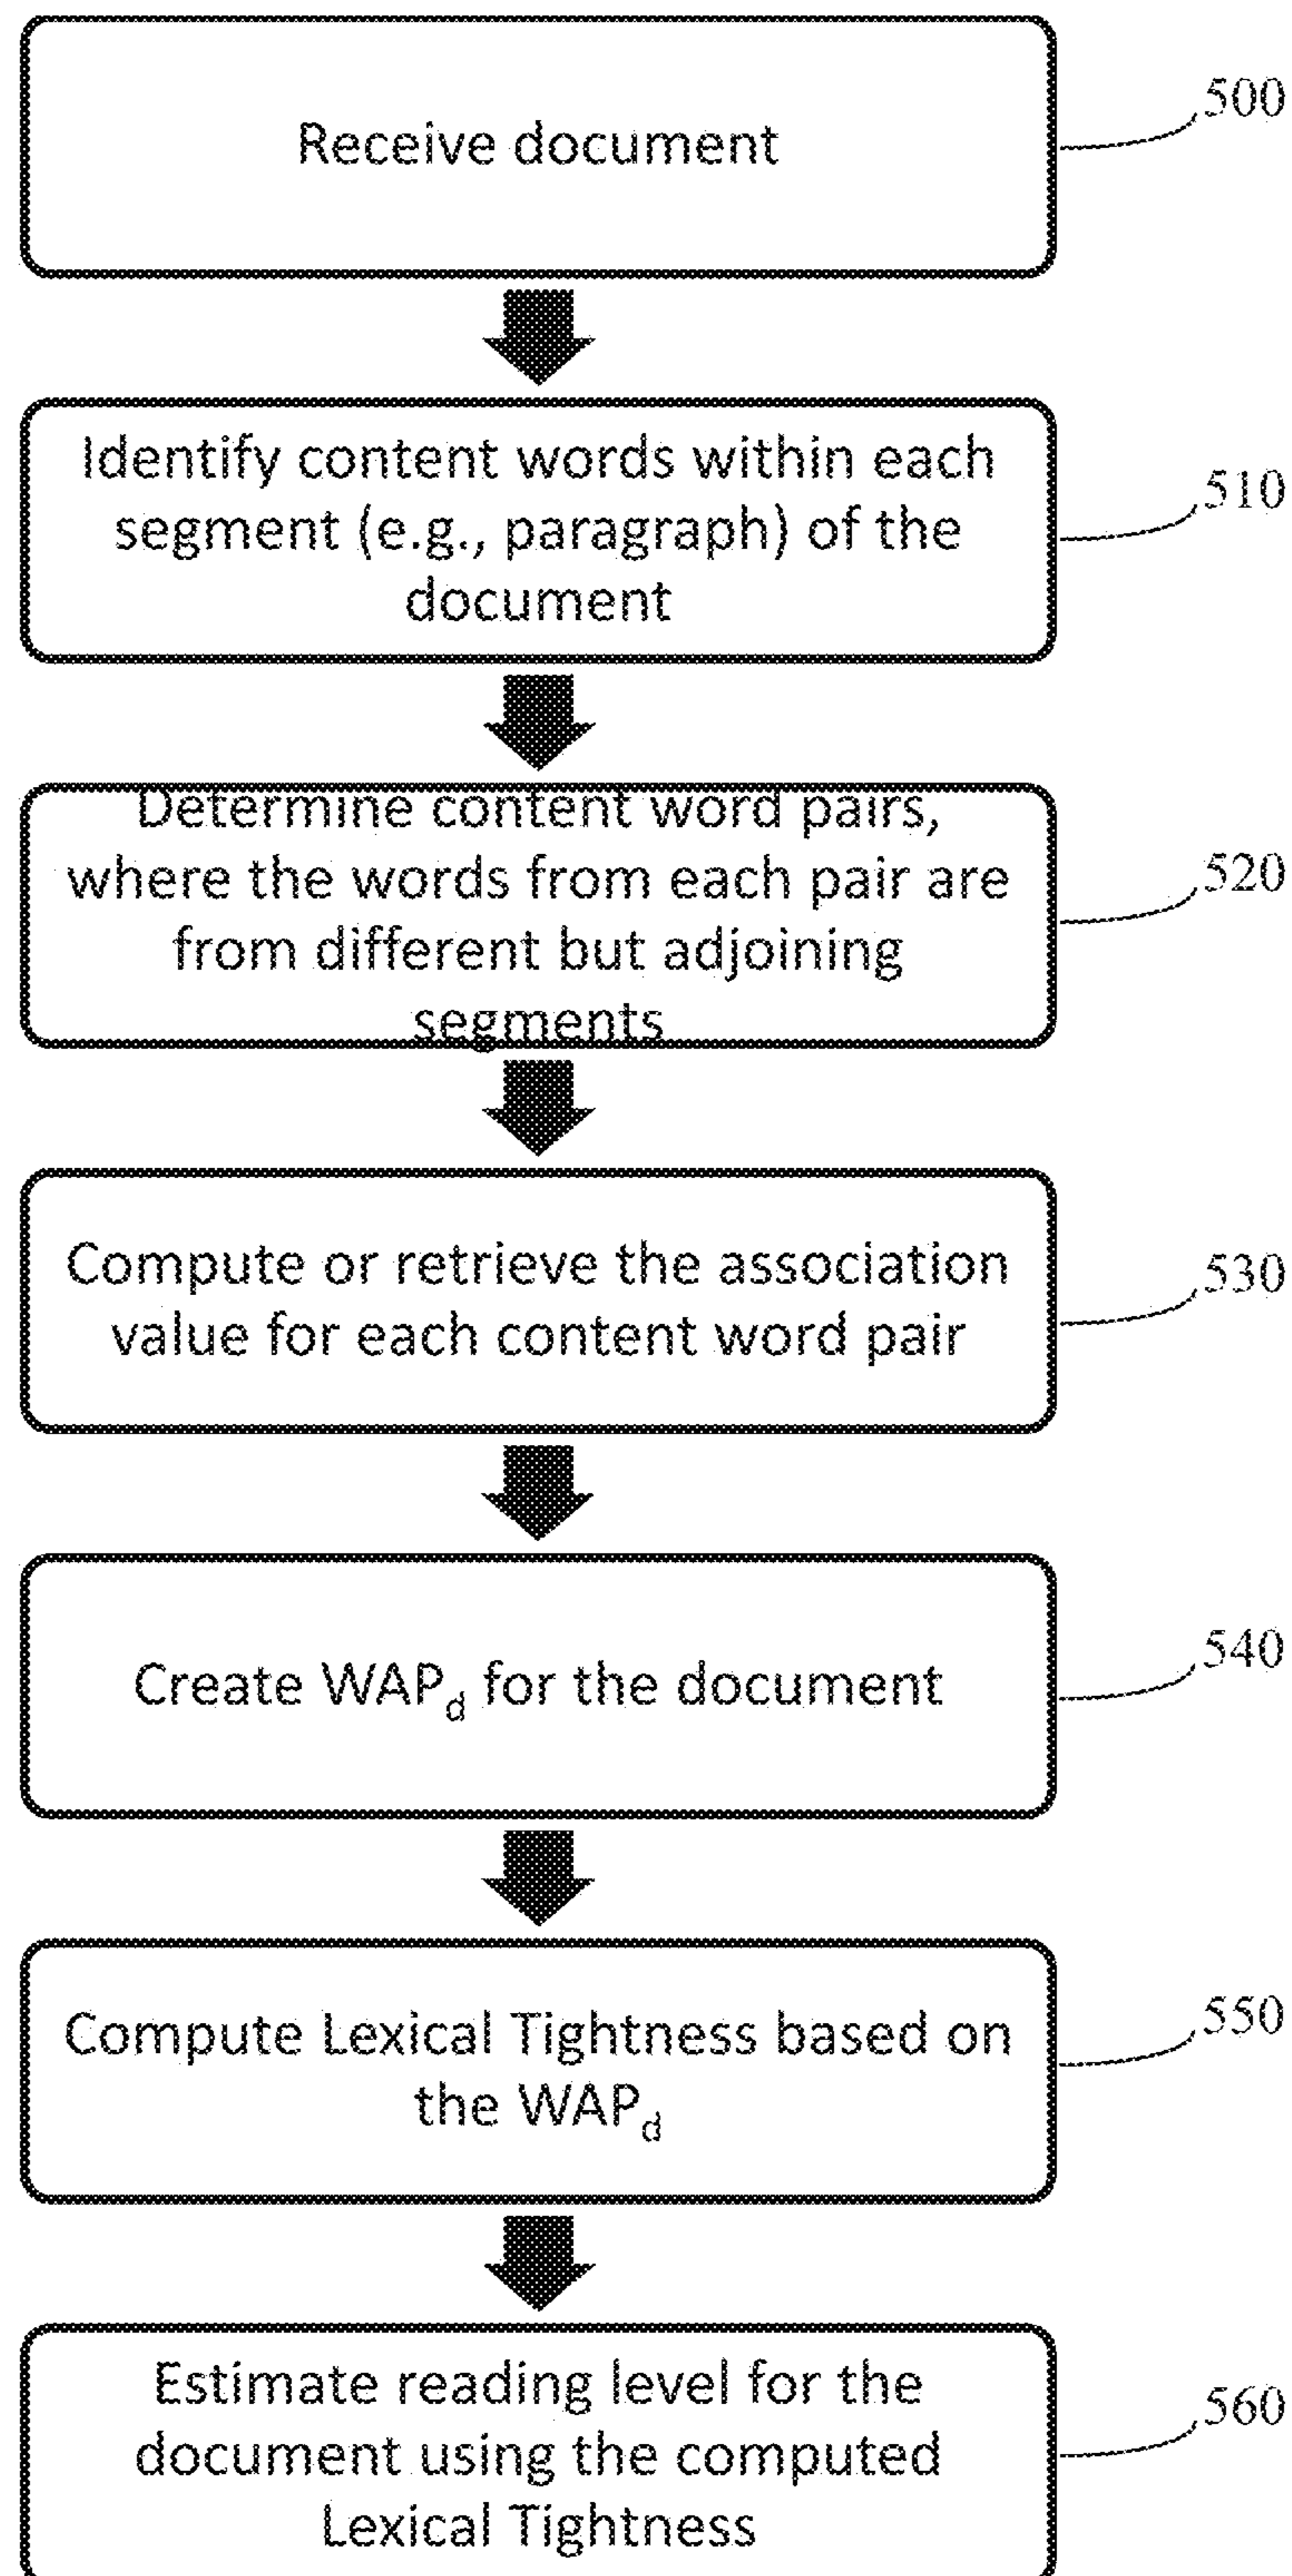 Receive document
500
Identify content words within each
segment (e.g., paragraph) of the
document
510
Determine content word pairs,
where the words from each pair are
from different but adjoining
segments
520
Compute or retrieve the association
value for each content word pair
530
Create WAPd for the document
540
Compute Lexical Tightness based on
the WAPd
550
Estimate reading level for the
document using the computed
Lexical Tightness
560